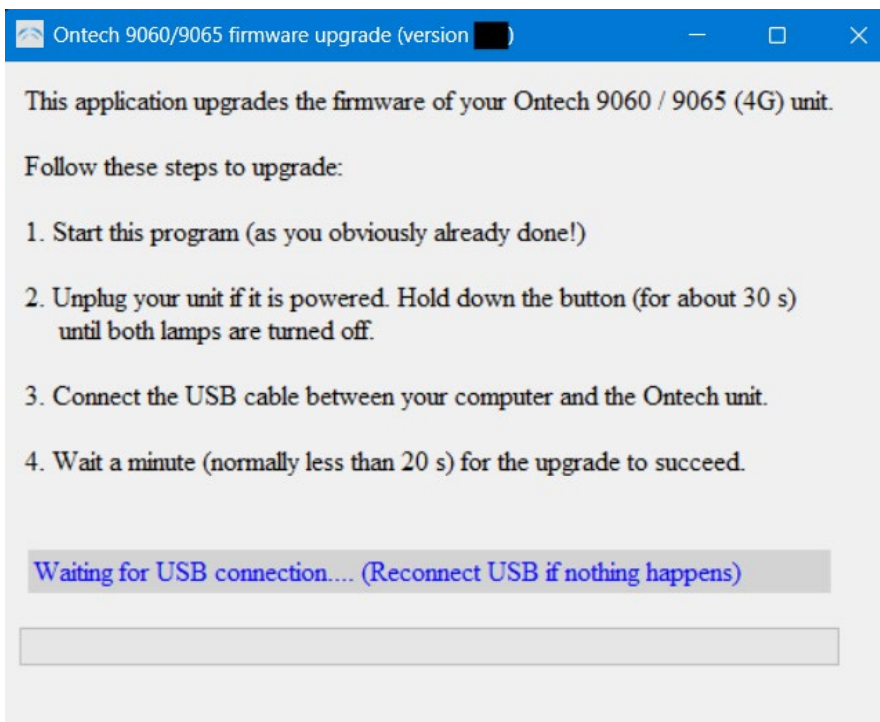 Ontech 9060/9065 firmware upgrade (version )
This application upgrades the firmware of your Ontech 9060 / 9065 (4G) unit.
Follow these steps to upgrade:
1. Start this program (as you obviously already done!)
2. Unplug your unit if it is powered. Hold down the button (for about 30 s)
until both lamps are turned off.
3. Connect the USB cable between your computer and the Ontech unit.
4. Wait a minute (normally less than 20 s) for the upgrade to succeed.
Waiting for USB connection.... (Reconnect USB if nothing happens)